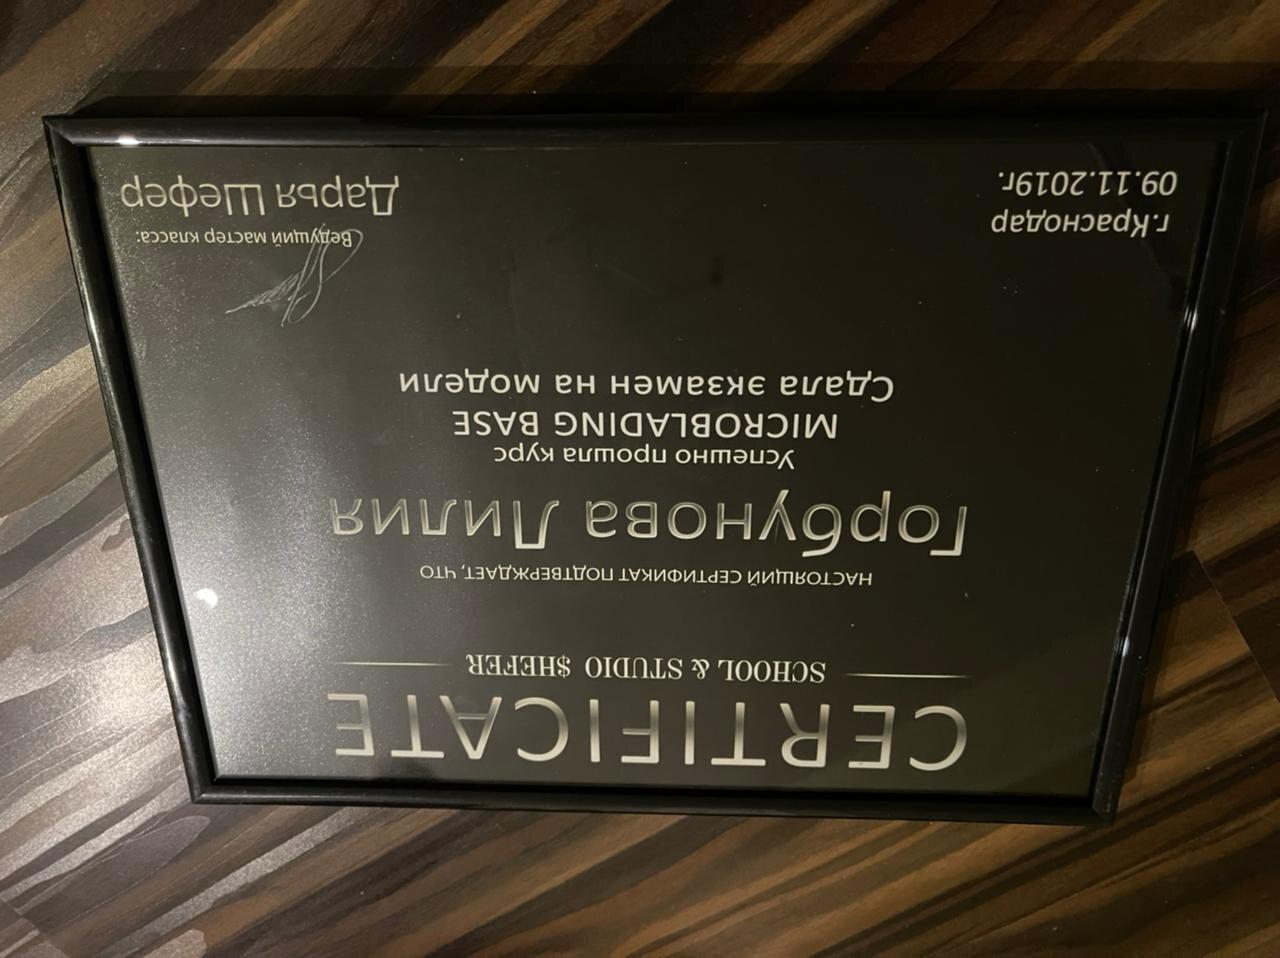 CERTIFICATE
SCHOOL & STUDIO $HEFER
НАСТОЯЩИЙ СЕРТИФИКАТ ПОДТВЕРЖДАЕТ, ЧТО
Горбунова Лилия
Успешно прошла курс
MICROBLADING BASE
Сдала экзамен на модели
г.Краснодар
09.11.2019г.
Ведущий мастер класса:
Дарья Шефер